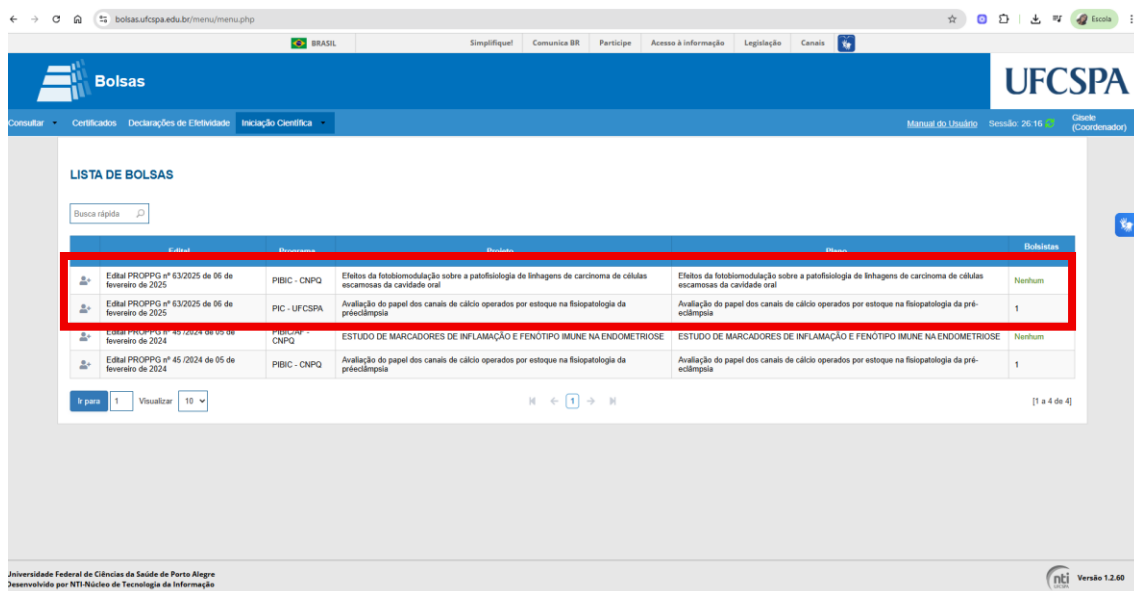 bolsas.ufcspa.edu.br/menu/menu.php
Escola
BRASIL Simplifique! Comunica BR Participe Acesso à informação Legislação Canais
Bolsas
UFCSPA
Consultar Certificados Declarações de Efetividade Iniciação Científica Manual do Usuário Sessão: 26:16 Gisele
(Coordenador)
LISTA DE BOLSAS
Busca rápida
Edital Programa Projeto Plano Bolsistas
Edital PROPPG nº 63/2025 de 06 de
fevereiro de 2025
PIBIC - CNPQ
Efeitos da fotobiomodulação sobre a patofisiologia de linhagens de carcinoma de células
escamosas da cavidade oral
Efeitos da fotobiomodulação sobre a patofisiologia de linhagens de carcinoma de células
escamosas da cavidade oral
Nenhum
Edital PROPPG nº 63/2025 de 06 de
fevereiro de 2025
PIC - UFCSPA
Avaliação do papel dos canais de cálcio operados por estoque na fisiopatologia da
préeclâmpsia
Avaliação do papel dos canais de cálcio operados por estoque na fisiopatologia da pré-
eclâmpsia
1
Edital PROPPG nº 45 /2024 de 05 de
fevereiro de 2024
PIBIC/AF -
CNPQ
ESTUDO DE MARCADORES DE INFLAMAÇÃO E FENÓTIPO IMUNE NA ENDOMETRIOSE
ESTUDO DE MARCADORES DE INFLAMAÇÃO E FENÓTIPO IMUNE NA ENDOMETRIOSE
Nenhum
Edital PROPPG nº 45 /2024 de 05 de
fevereiro de 2024
PIBIC - CNPQ
Avaliação do papel dos canais de cálcio operados por estoque na fisiopatologia da
préeclâmpsia
Avaliação do papel dos canais de cálcio operados por estoque na fisiopatologia da pré-
eclâmpsia
1
Ir para 1 Visualizar 10 1 [1 a 4 de 4]
Universidade Federal de Ciências da Saúde de Porto Alegre
Desenvolvido por NTI-Núcleo de Tecnologia da Informação
nti
UFCSPA
Versão 1.2.60